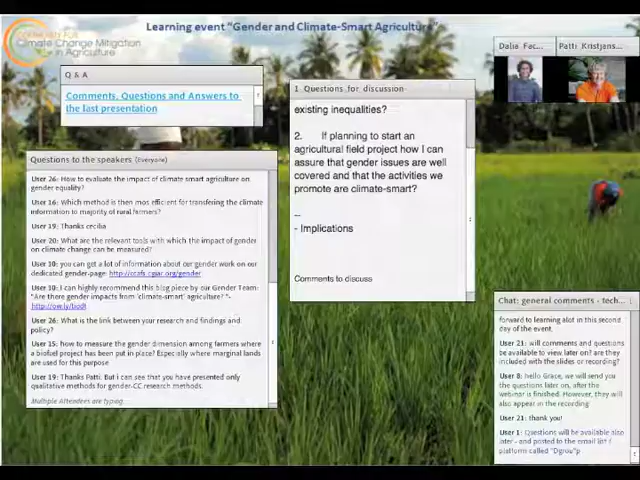 Learning event "Gender and Climate-Smart Agriculture"
COMMUNITY FOR
Climate Change Mitigation
in Agriculture
Q & A
Comments, Questions and Answers to
the last presentation
Questions to the speakers (Everyone)
User 26: How to evaluate the impact of climate smart agriculture on
gender equality?
User 16: Which method is then mos efficient for transfering the climate
information to majority of rural farmers?
User 19: Thanks cecilia
User 20: What are the relevant tools with which the impact of gender
on climate change can be measured?
User 10: you can get a lot of information about our gender work on our
dedicated gender-page: http://ccafs.cgiar.org/gender
User 10: I can highly recommend this blog piece by our Gender Team:
"Are there gender impacts from 'climate-smart' agriculture? "-
User 26: What is the link between your research and findings and
policy?
User 15: how to measure the gender dimension among farmers where
a biofuel project has been put in place? Especially where marginal lands
are used for this purpose
User 19: Thanks Patti. But i can see that you have presented only
qualitative methods for gender-CC research methods.
Multiple Attendees are typing
1. Questions for discussion
existing inequalities?
2. If planning to start an
agricultural field project how I can
assure that gender issues are well
covered and that the activities we
promote are climate-smart?
--
- Implications
Comments to discuss
Dalia Fac...
Patti Kristjans...
Chat: general comments - tech...
forward to learning alot in this second
day of the event.
User 21: will comments and questions
be available to view later on? are they
included with the slides or recording?
User 8: hello Grace, we will send you
the questions later on, after the
webinar is finished. However, they will
also appear in the recording
User 21: thank you!
User 1: Questions will be available also
later - and posted to the email list /
platform called "Dgrou"p